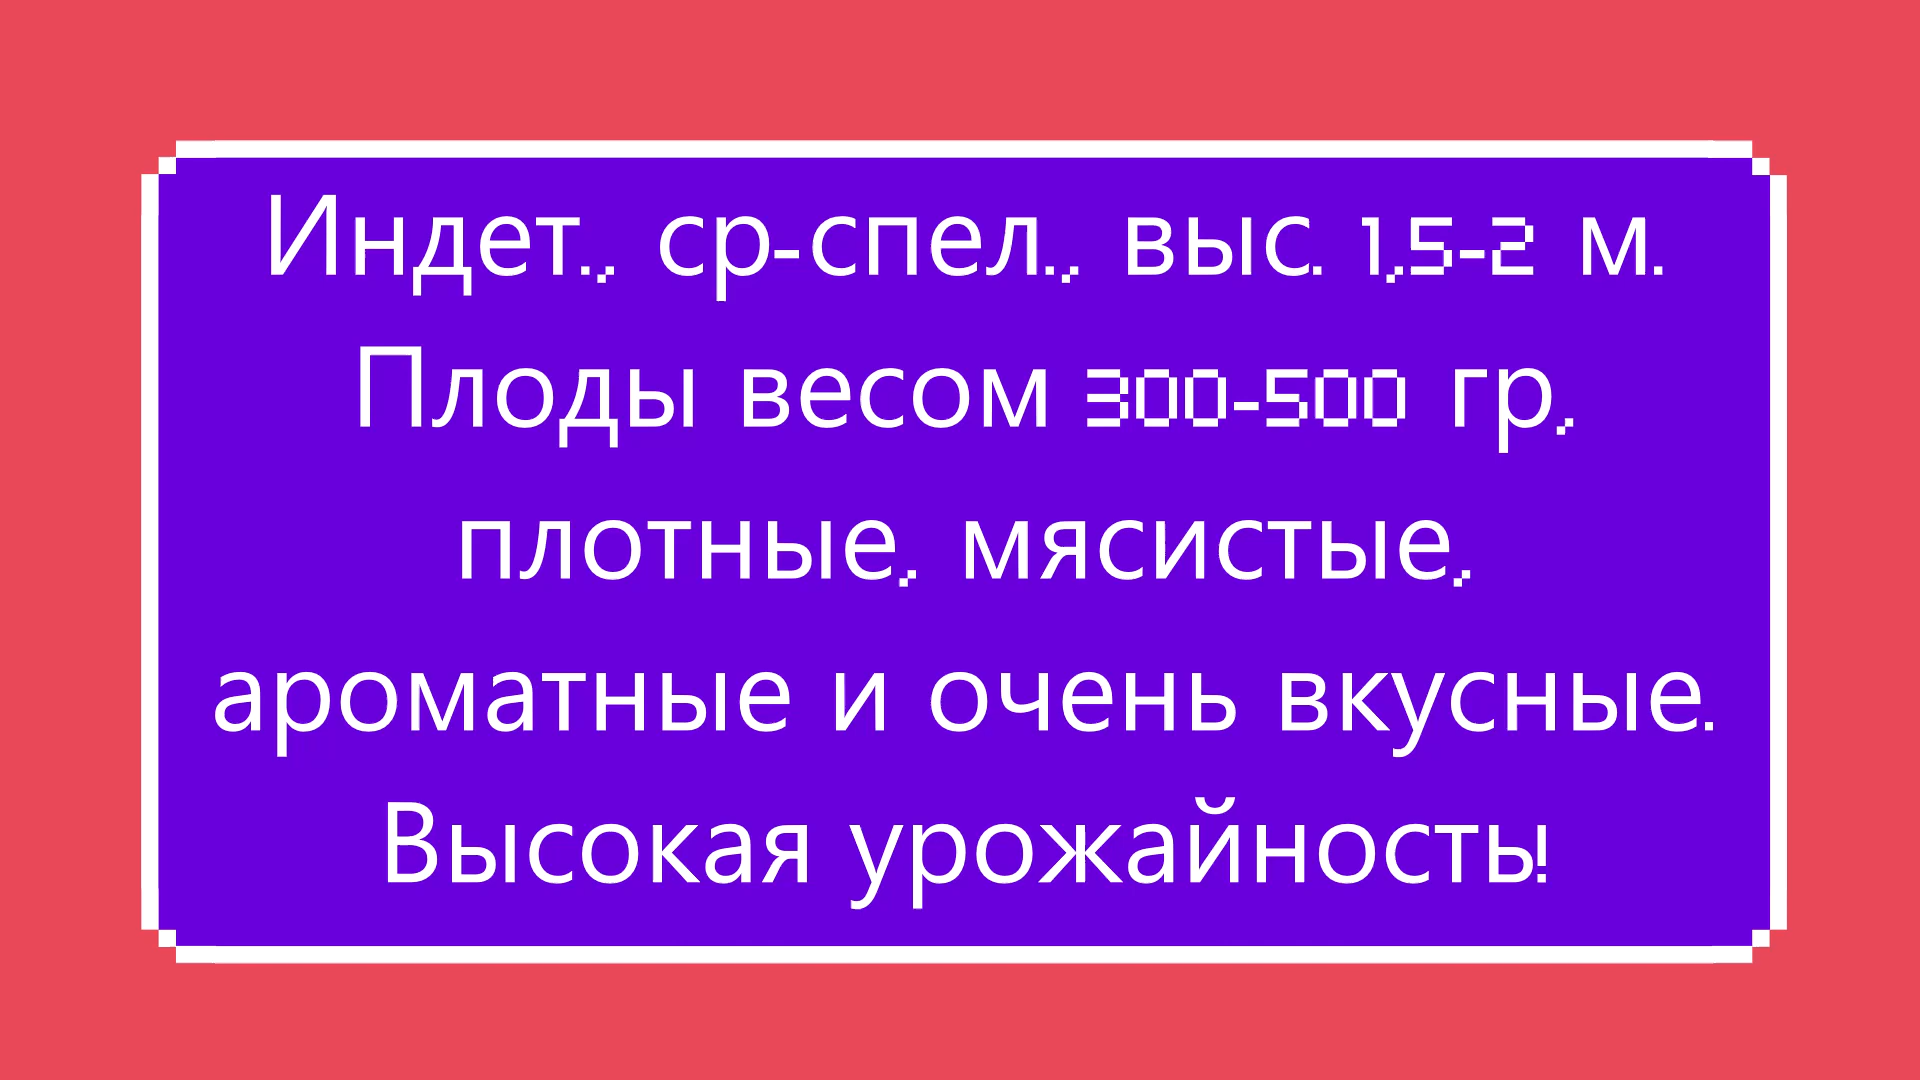 Индет., ср-спел., выс. 1,5-2 м.
Плоды весом 300-500 гр,
плотные, мясистые,
ароматные и очень вкусные.
Высокая урожайность!